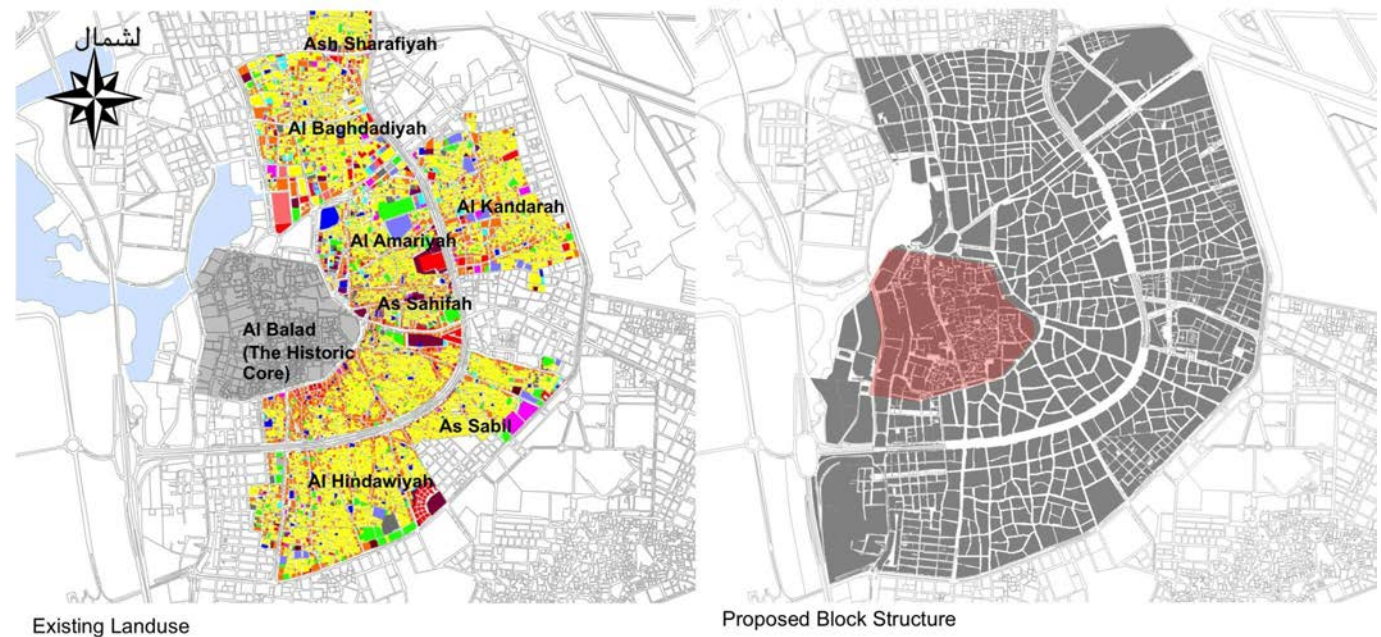 لشمال
Ash Sharafiyah
Al Baghdadiyah
Al Kandarah
Al Amariyah
As Sahifah
Al Balad
(The Historic
Core)
As Sabil
Al Hindawiyah
Existing Landuse
Proposed Block Structure